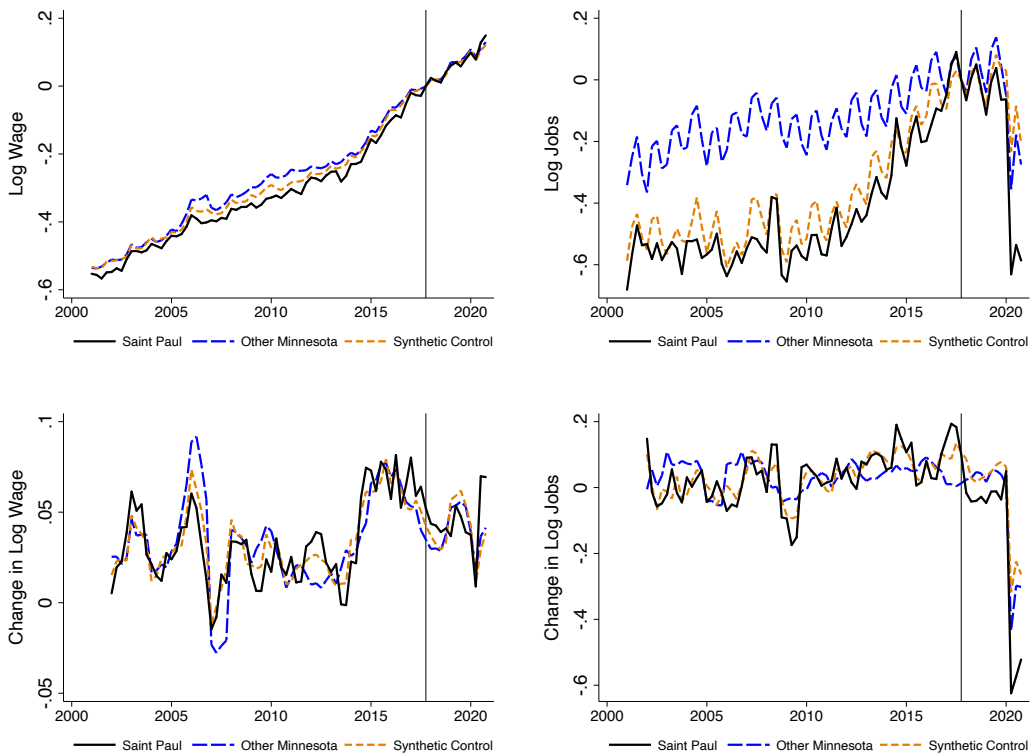 Log Wage
.2
0
-.2
-.4
-.6
2000 2005 2010 2015 2020
Saint Paul Other Minnesota Synthetic Control
Log Jobs
.2
0
-.2
-.4
-.6
2000 2005 2010 2015 2020
Saint Paul Other Minnesota Synthetic Control
Change in Log Wage
.1
.05
0
-.05
2000 2005 2010 2015 2020
Saint Paul Other Minnesota Synthetic Control
Change in Log Jobs
.2
0
-.2
-.4
-.6
2000 2005 2010 2015 2020
Saint Paul Other Minnesota Synthetic Control